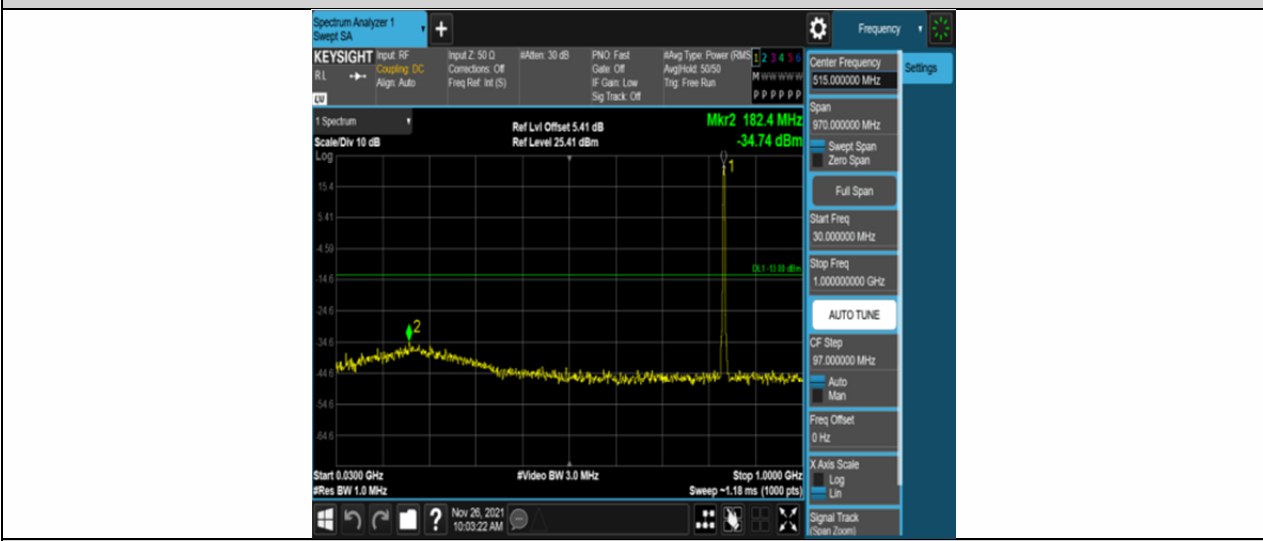 Spectrum Analyzer 1
Swept SA
+
Frequency
KEYSIGHT
RL
LXI
Input: RF
Coupling: DC
Align: Auto
Input Z: 50 Ω
Corrections: Off
Freq Ref: Int (S)
#Atten: 30 dB
PNO: Fast
Gate: Off
IF Gain: Low
Sig Track: Off
#Avg Type: Power (RMS
Avg|Hold: 50/50
Trig: Free Run
1 2 3 4 5 6
M W W W W W
P P P P P P
1 Spectrum
Scale/Div 10 dB
Log
Ref Lvl Offset 5.41 dB
Ref Level 25.41 dBm
Mkr2 182.4 MHz
-34.74 dBm
1
15.4
5.41
-4.59
DL1 -13.00 dBm
-14.6
-24.6
2
-34.6
-44.6
-54.6
-64.6
Start 0.0300 GHz
#Res BW 1.0 MHz
#Video BW 3.0 MHz
Stop 1.0000 GHz
Sweep ~1.18 ms (1000 pts)
?
Nov 26, 2021
10:03:22 AM
Center Frequency
515.000000 MHz
Settings
Span
970.000000 MHz
Swept Span
Zero Span
Full Span
Start Freq
30.000000 MHz
Stop Freq
1.000000000 GHz
AUTO TUNE
CF Step
97.000000 MHz
Auto
Man
Freq Offset
0 Hz
X Axis Scale
Log
Lin
Signal Track
(Span Zoom)